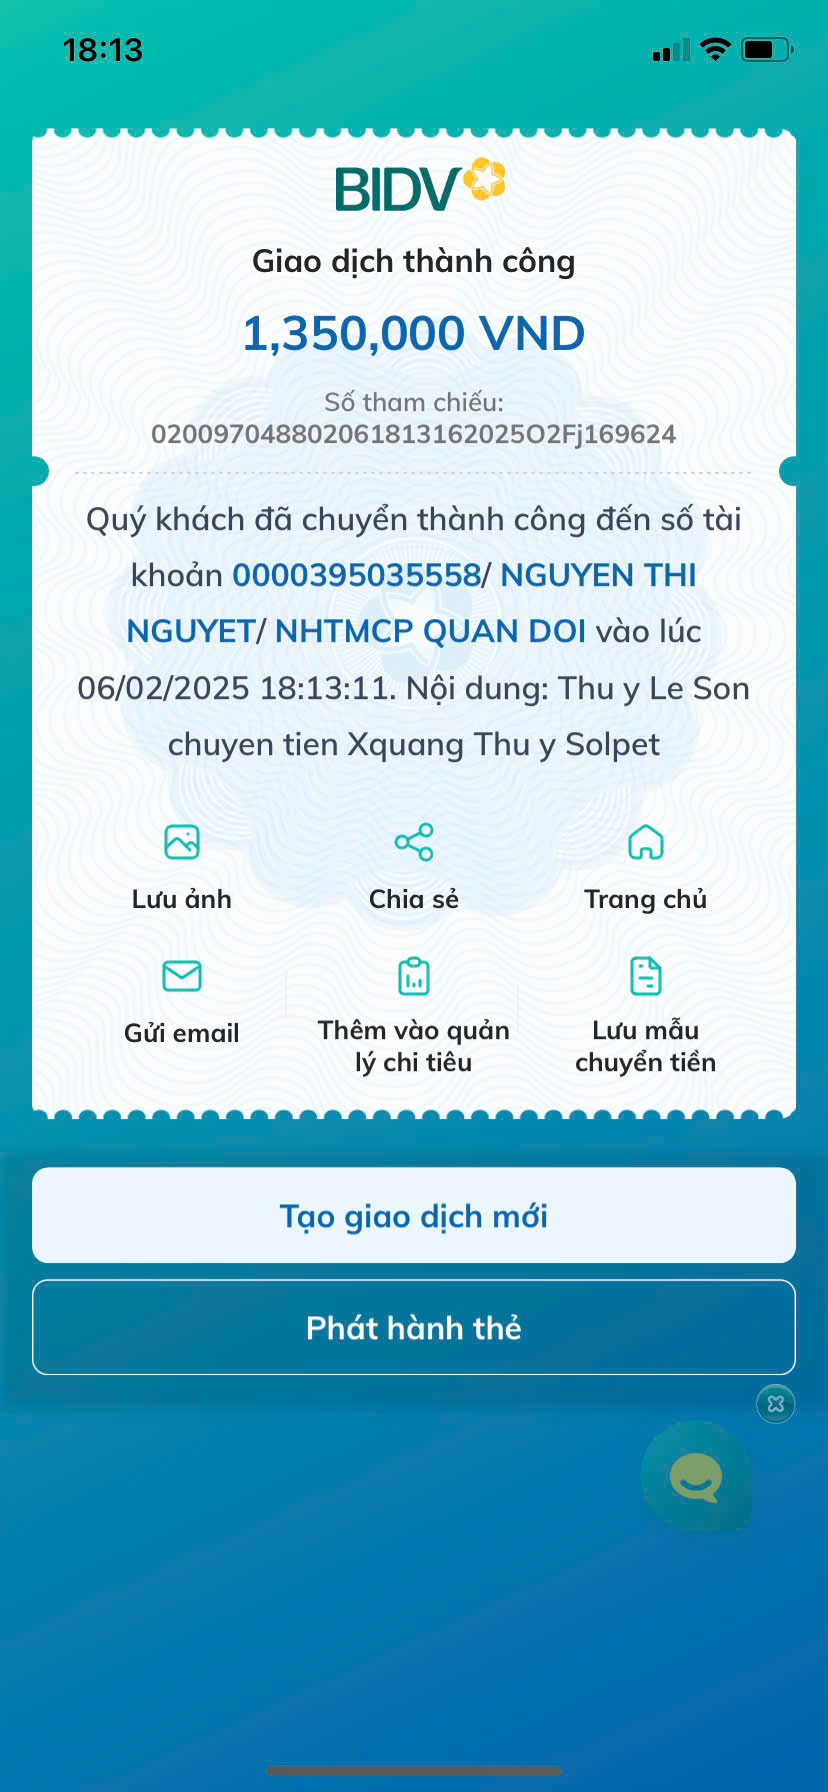 18:13
BIDV
Giao dịch thành công
1,350,000 VND
Số tham chiếu:
020097048802061813162025O2Fj169624
Quý khách đã chuyển thành công đến số tài
khoản 0000395035558/ NGUYEN THI
NGUYET/ NHTMCP QUAN DOI vào lúc
06/02/2025 18:13:11. Nội dung: Thu y Le Son
chuyen tien Xquang Thu y Solpet
Lưu ảnh
Chia sẻ
Trang chủ
Gửi email
Thêm vào quản
lý chi tiêu
Lưu mẫu
chuyển tiền
Tạo giao dịch mới
Phát hành thẻ